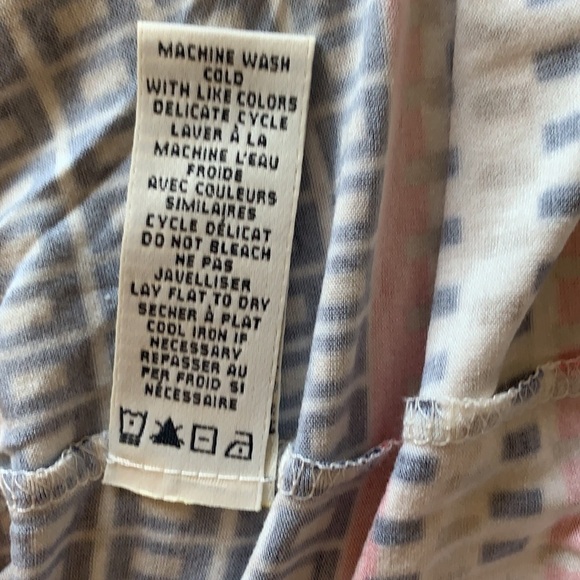 MACHINE WASH
COLD
WITH LIKE COLORS
DELICATE CYCLE
LAVER À LA
MACHINE L'EAU
FROIDE
AVEC COULEURS
SIMILAIRES
CYCLE DÉLICAT
DO NOT BLEACH
NE PAS
JAVELLISER
LAY FLAT TO DRY
SECHER À PLAT
COOL IRON IF
NECESSARY
REPASSER AU
PER FROID SI
NÉCESSAIRE